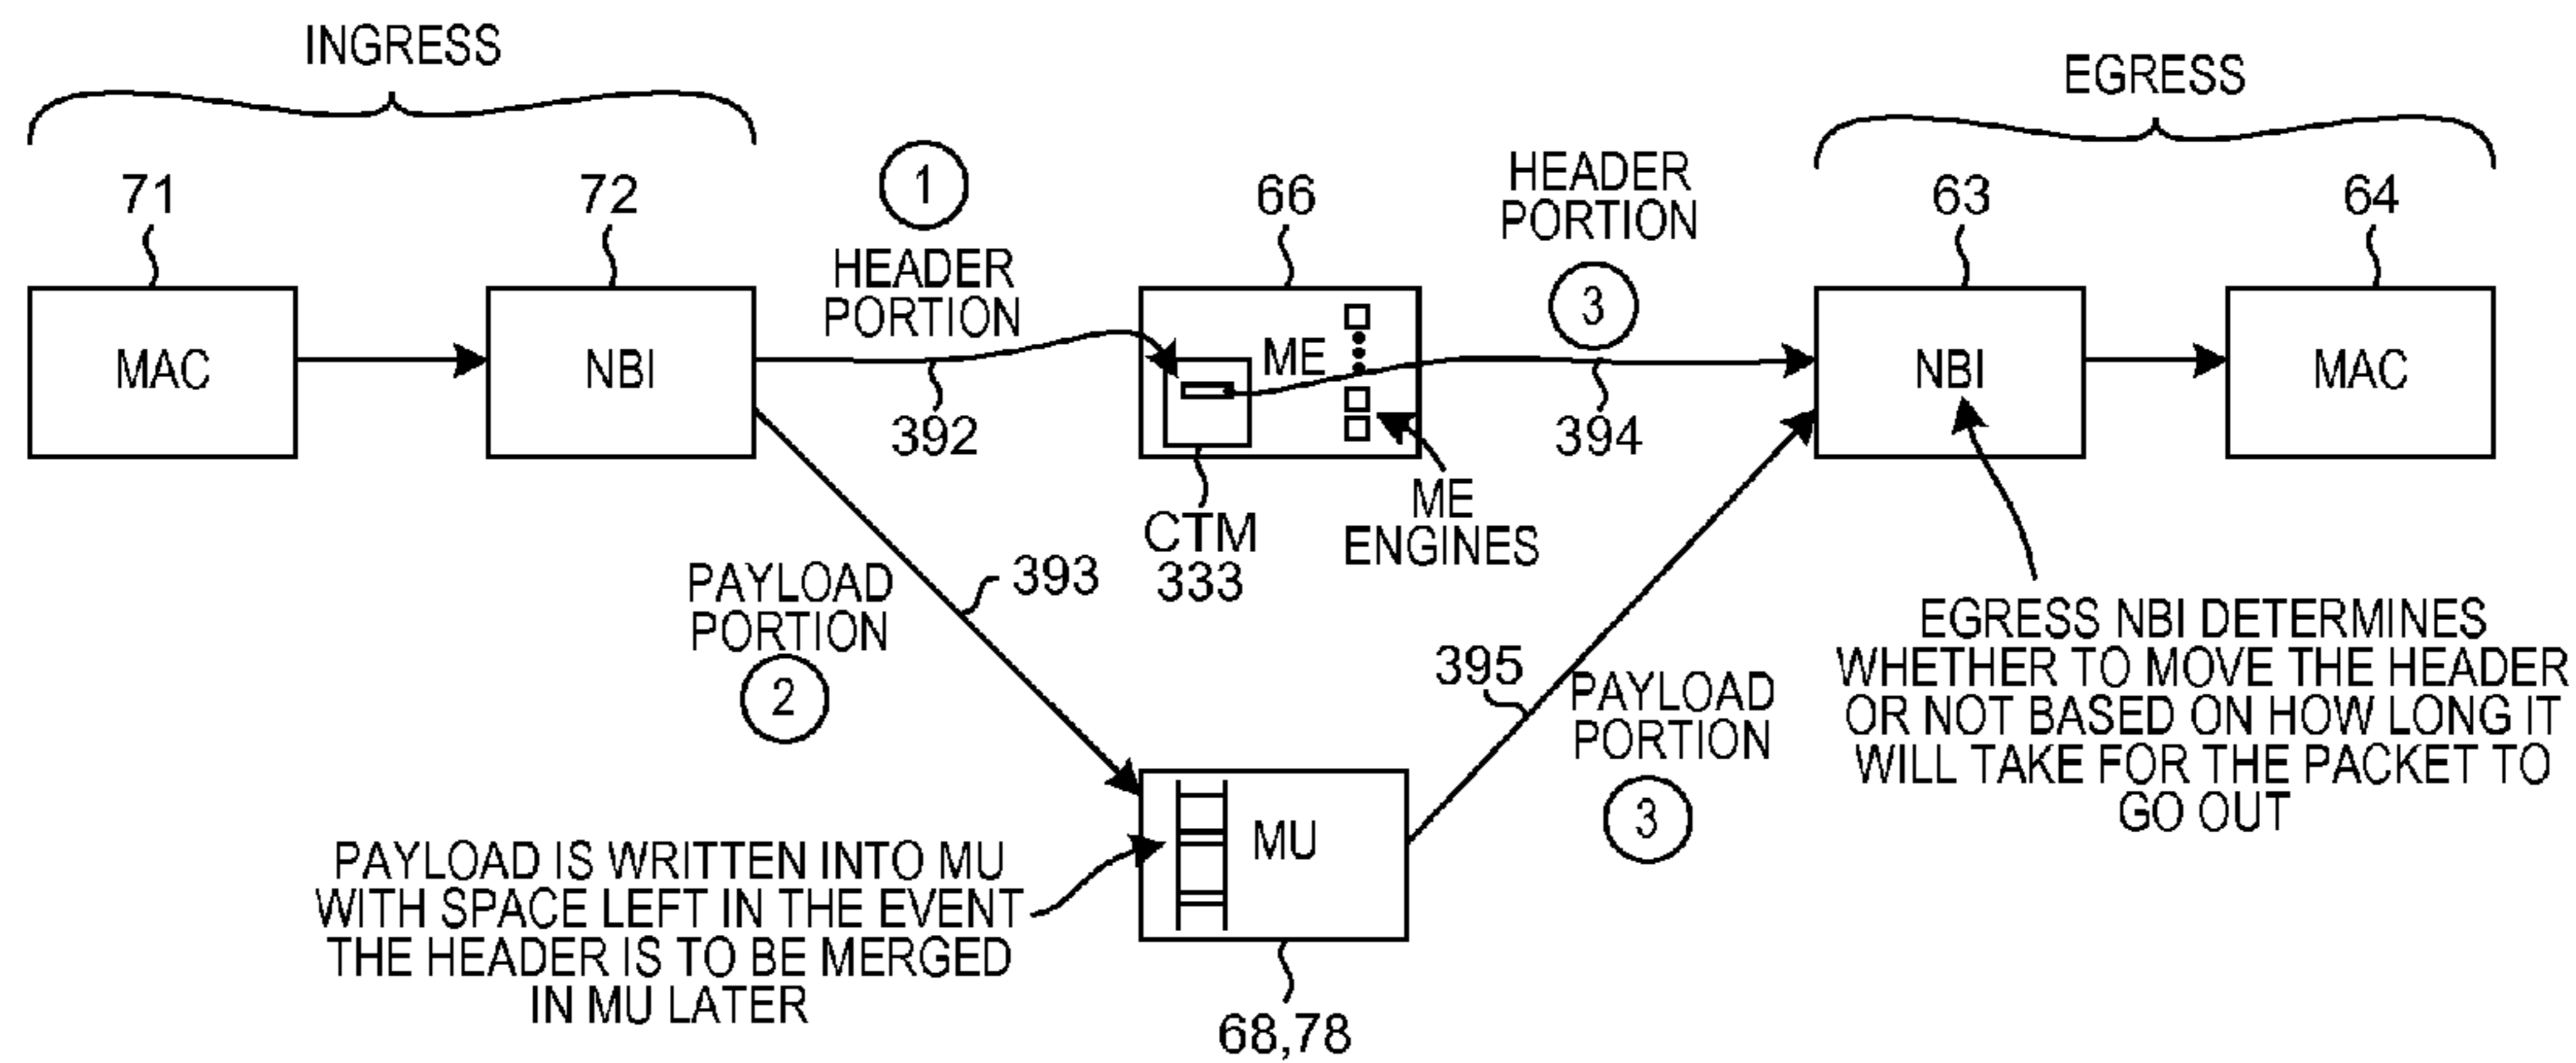 INGRESS
EGRESS
71
72
1
HEADER
PORTION
66
HEADER
PORTION
3
63
64
MAC
NBI
392
ME
394
NBI
MAC
CTM
333
ME
ENGINES
PAYLOAD
PORTION
2
393
395
PAYLOAD
PORTION
3
EGRESS NBI DETERMINES
WHETHER TO MOVE THE HEADER
OR NOT BASED ON HOW LONG IT
WILL TAKE FOR THE PACKET TO
GO OUT
PAYLOAD IS WRITTEN INTO MU
WITH SPACE LEFT IN THE EVENT
THE HEADER IS TO BE MERGED
IN MU LATER
MU
68,78